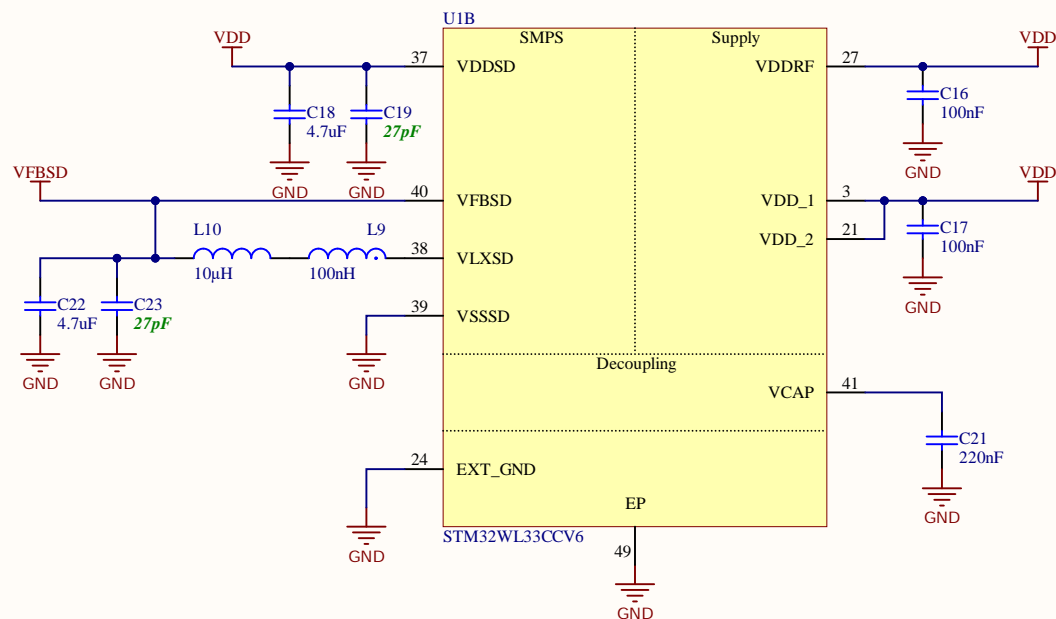 U1B
SMPS
Supply
VDD
37
VDDSD
VDDRF
27
VDD
C18
4.7uF
C19
27pF
C16
100nF
GND
GND
GND
VFBSD
40
VFBSD
VDD_1
3
VDD
VDD_2
21
C17
100nF
L10
10µH
L9
100nH
38
VLXSD
GND
C22
4.7uF
C23
27pF
39
VSSSD
GND
GND
GND
Decoupling
VCAP
41
C21
220nF
24
EXT_GND
GND
EP
GND
STM32WL33CCV6
49
GND